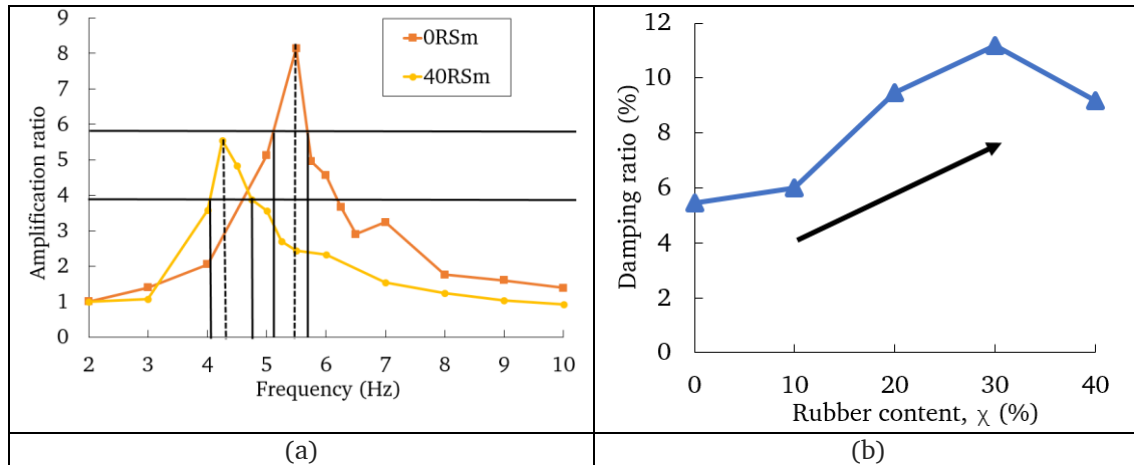 9
8
7
6
5
4
3
2
1
0
Amplification ratio
0RSm
40RSm
2 3 4 5 6 7 8 9 10
Frequency (Hz)
(a)
12
10
8
6
4
2
0
Damping ratio (%)
0 10 20 30 40
Rubber content, χ (%)
(b)